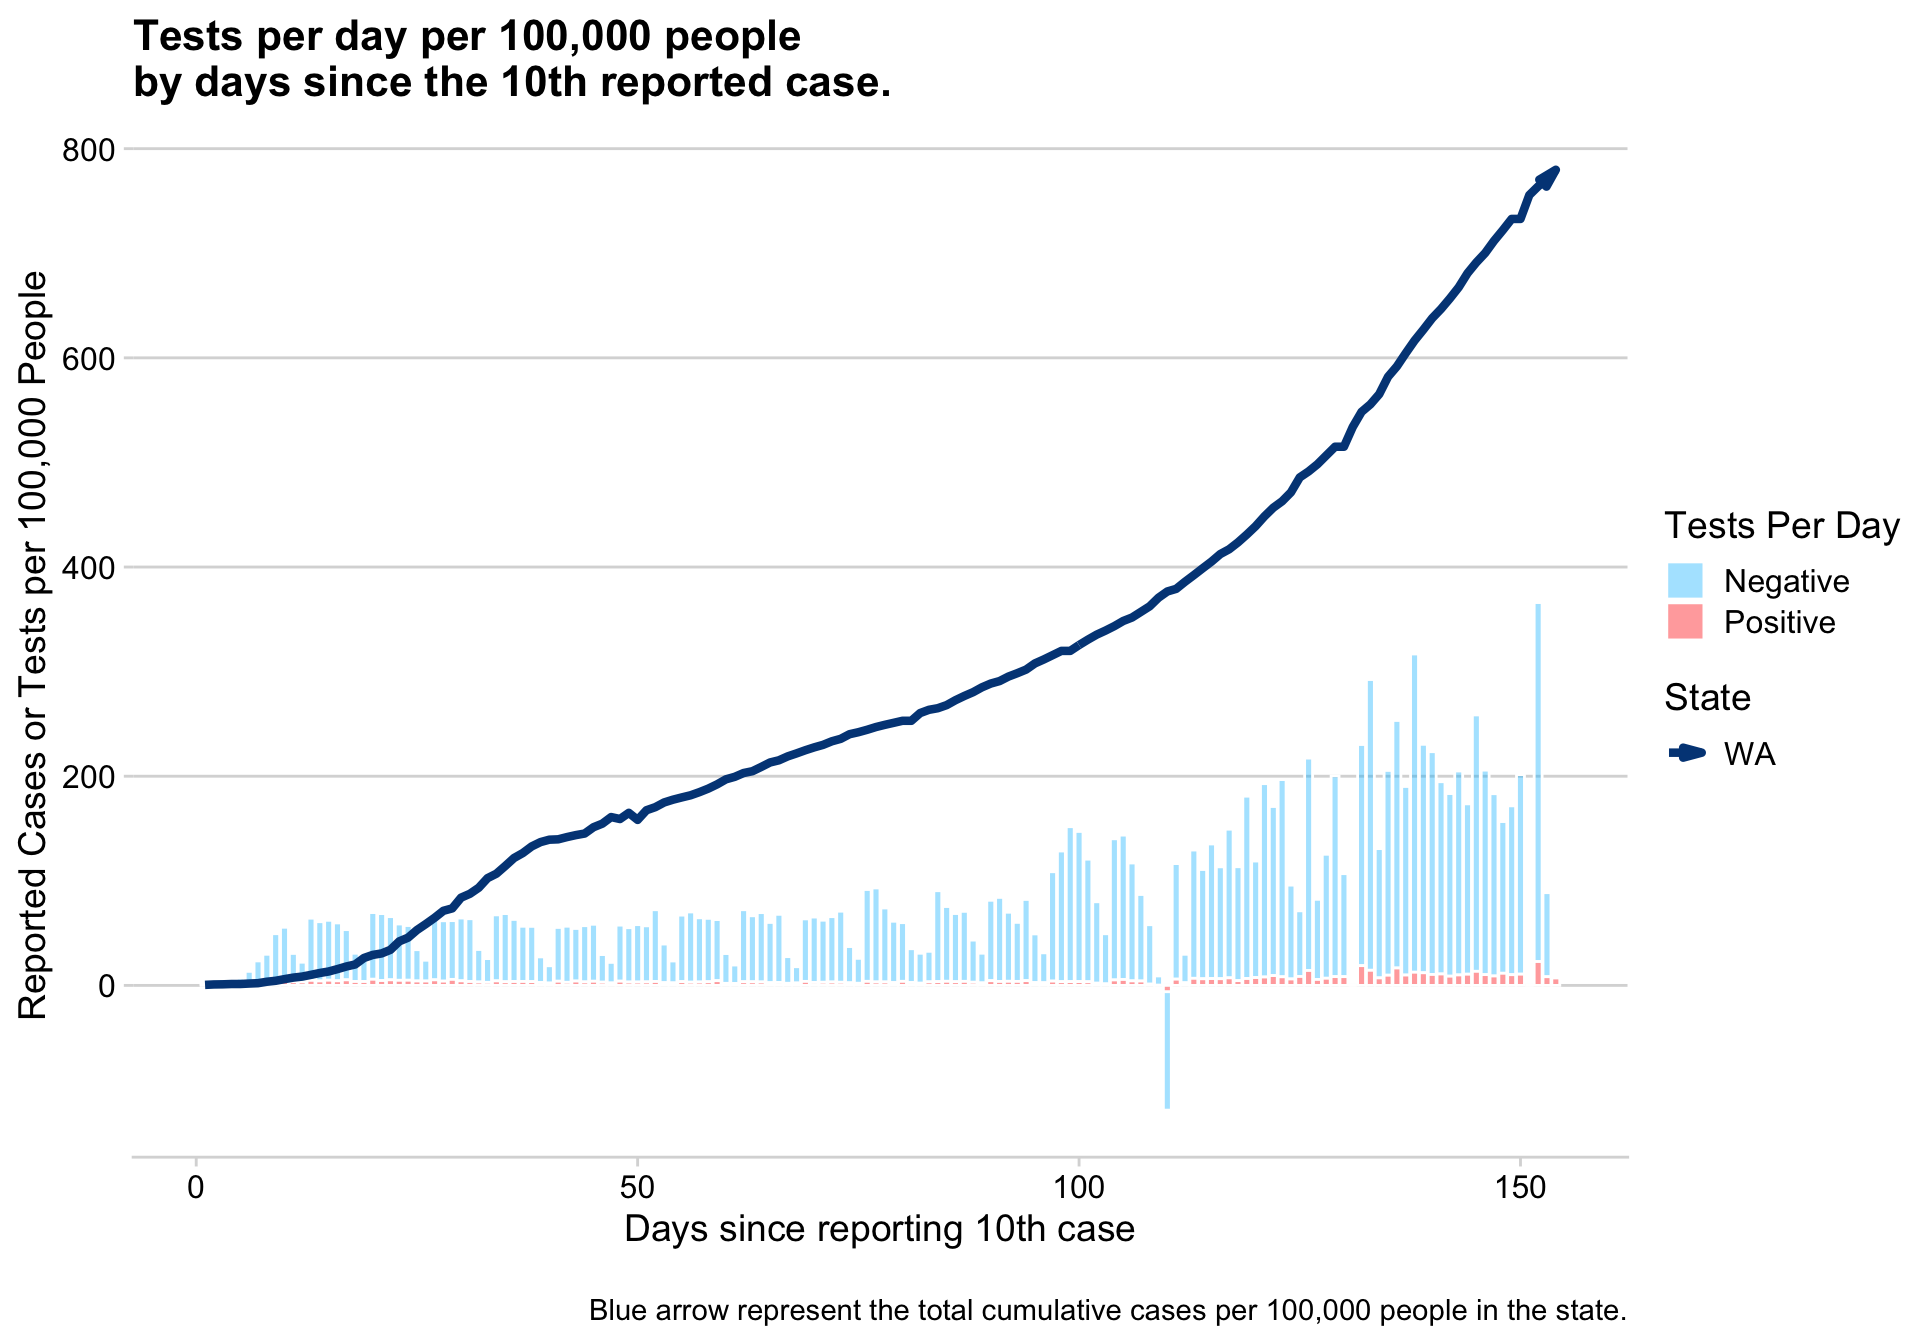 Tests per day per 100,000 people
by days since the 10th reported case.
Reported Cases or Tests per 100,000 People
800
600
400
200
0
0
50
100
150
Days since reporting 10th case
Tests Per Day
Negative
Positive
State
WA
Blue arrow represent the total cumulative cases per 100,000 people in the state.